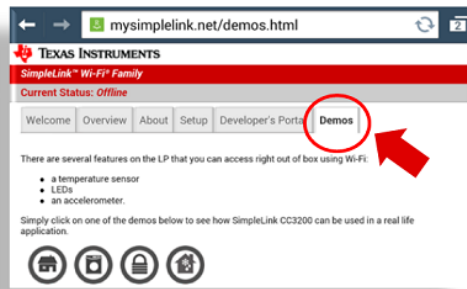 mysimplelink.net/demos.html
2
TEXAS INSTRUMENTS
SimpleLink™ Wi-Fi® Family
Current Status: Offline
Welcome Overview About Setup Developer's Portal Demos
There are several features on the LP that you can access right out of box using Wi-Fi:
• a temperature sensor
• LEDs
• an accelerometer.
Simply click on one of the demos below to see how SimpleLink CC3200 can be used in a real life
application.